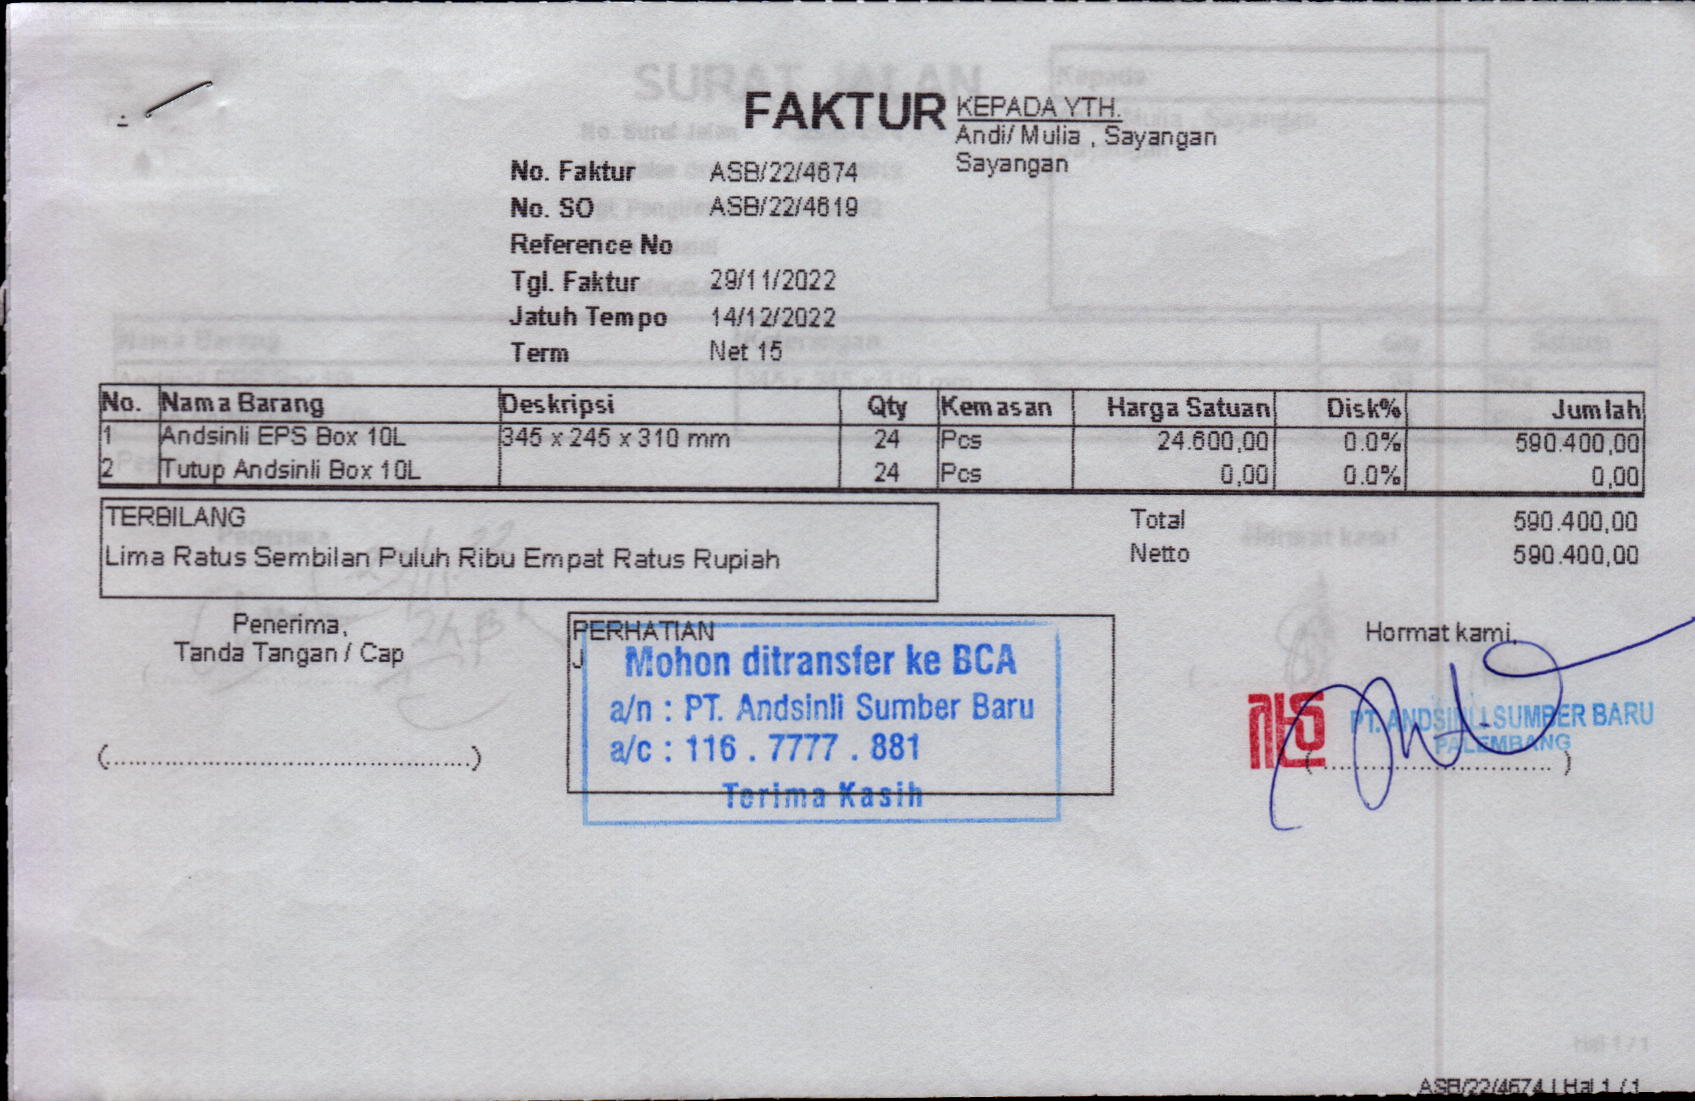 FAKTUR
KEPADA YTH.
Andi/ Mulia , Sayangan
Sayangan
No. Faktur ASB/22/4674
No. SO ASB/22/4619
Reference No
Tgl. Faktur 29/11/2022
Jatuh Tempo 14/12/2022
Term Net 15
No. Nama Barang Deskripsi Qty Kemasan Harga Satuan Disk% Jumlah
1 Andsinli EPS Box 10L 345 x 245 x 310 mm 24 Pcs 24.600,00 0.0% 590.400,00
2 Tutup Andsinli Box 10L 24 Pcs 0,00 0.0% 0,00
TERBILANG
Lima Ratus Sembilan Puluh Ribu Empat Ratus Rupiah
Total 590.400,00
Netto 590.400,00
Penerima,
Tanda Tangan / Cap
(............................................)
PERHATIAN
J
Mohon ditransfer ke BCA
a/n : PT. Andsinli Sumber Baru
a/c : 116 . 7777 . 881
Terima Kasih
Hormat kami,
PT. ANDSINLI SUMBER BARU
PALEMBANG
(............................ )
ASB/22/4674 | Hal 1 / 1